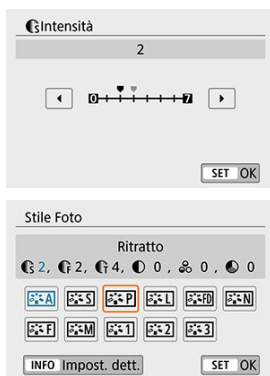 SIntensità
2
0 7
SET OK
Stile Foto
Ritratto
S 2, F 2, T 4, 0, 0, 0
A S P L FD N
F M 1 2 3
INFO Impost. dett. SET OK